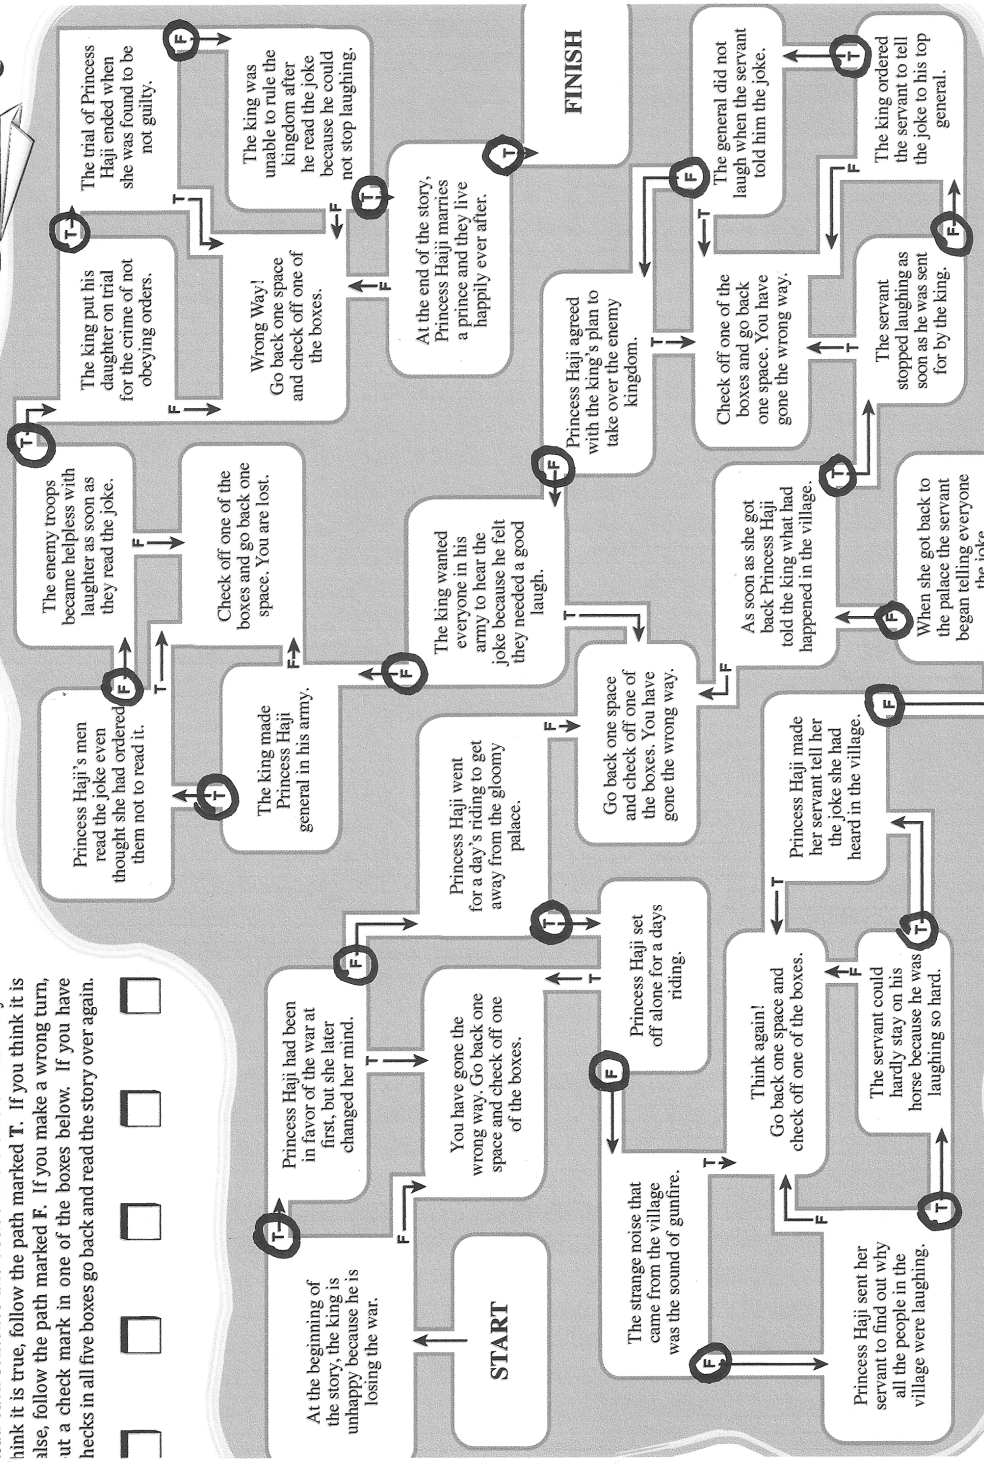 hink it is true, follow the path marked T. If you think it is
alse, follow the path marked F. If you make a wrong turn,
ut a check mark in one of the boxes below. If you have
hecks in all five boxes go back and read the story over again.
START
At the beginning of
the story, the king is
unhappy because he is
losing the war.
T
F
Princess Haji had been
in favor of the war at
first, but she later
changed her mind.
F
T
You have gone the
wrong way. Go back one
space and check off one
of the boxes.
Princess Haji went
for a day's riding to get
away from the gloomy
palace.
T
F
Princess Haji set
off alone for a days
riding.
F
T
The strange noise that
came from the village
was the sound of gunfire.
F
T
Princess Haji sent her
servant to find out why
all the people in the
village were laughing.
T
F
Think again!
Go back one space and
check off one of the boxes.
The servant could
hardly stay on his
horse because he was
laughing so hard.
T
F
Princess Haji made
her servant tell her
the joke she had
heard in the village.
F
T
When she got back to
the palace the servant
began telling everyone
F
As soon as she got
back Princess Haji
told the king what had
happened in the village.
T
F
Go back one space
and check off one of
the boxes. You have
gone the wrong way.
The servant
stopped laughing as
soon as he was sent
for by the king.
F
T
The king ordered
the servant to tell
the joke to his top
general.
T
F
The general did not
laugh when the servant
told him the joke.
F
T
Check off one of the
boxes and go back
one space. You have
gone the wrong way.
Princess Haji agreed
with the king's plan to
take over the enemy
kingdom.
F
T
The king wanted
everyone in his
army to hear the
joke because he felt
they needed a good
laugh.
F
T
The king made
Princess Haji
general in his army.
T
F
Princess Haji's men
read the joke even
thought she had ordered
them not to read it.
F
T
Check off one of the
boxes and go back one
space. You are lost.
The enemy troops
became helpless with
laughter as soon as
they read the joke.
T
F
The king put his
daughter on trial
for the crime of not
obeying orders.
T
F
The trial of Princess
Haji ended when
she was found to be
not guilty.
F
T
Wrong Way!
Go back one space
and check off one of
the boxes.
The king was
unable to rule the
kingdom after
he read the joke
because he could
not stop laughing.
T
F
At the end of the story,
Princess Haiji marries
a prince and they live
happily ever after.
T
F
FINISH